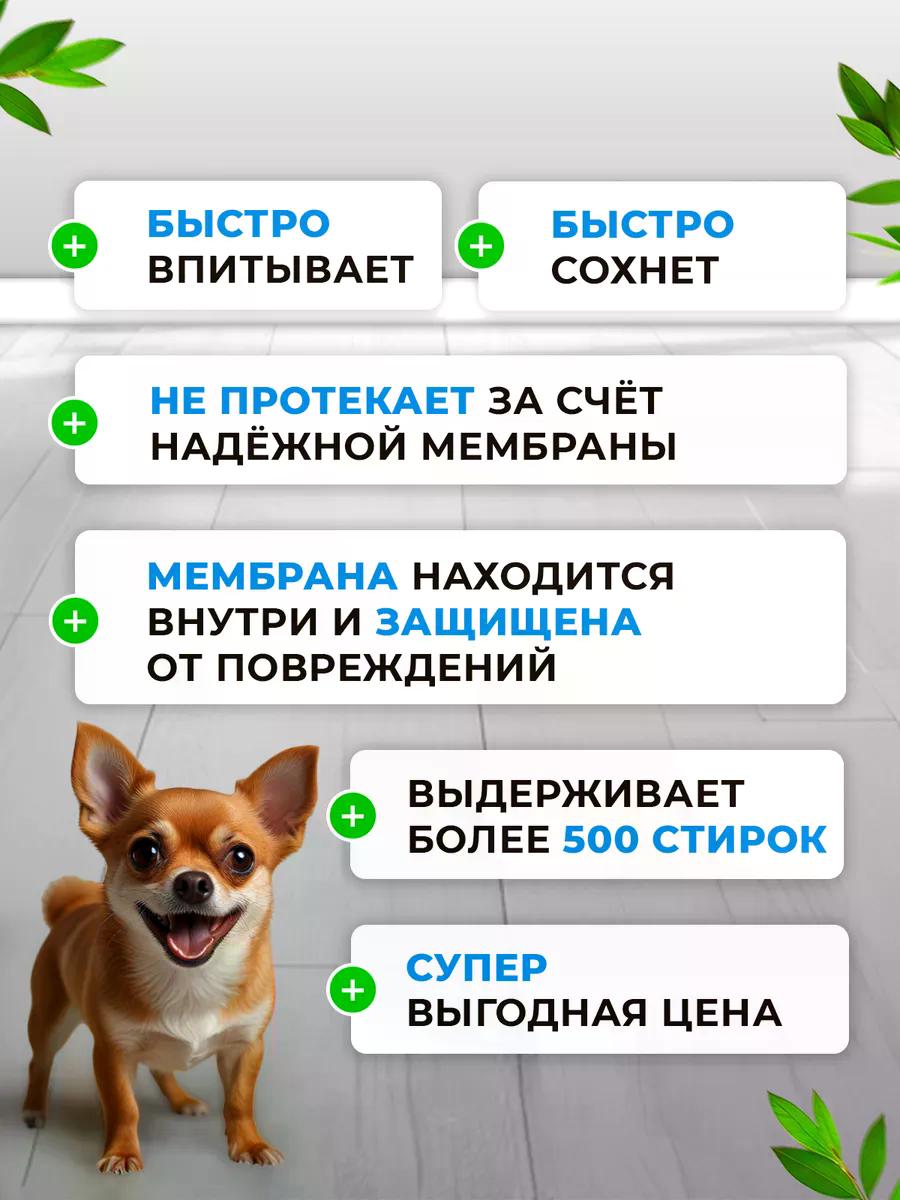 БЫСТРО
ВПИТЫВАЕТ
БЫСТРО
СОХНЕТ
НЕ ПРОТЕКАЕТ ЗА СЧЁТ
НАДЁЖНОЙ МЕМБРАНЫ
МЕМБРАНА НАХОДИТСЯ
ВНУТРИ И ЗАЩИЩЕНА
ОТ ПОВРЕЖДЕНИЙ
ВЫДЕРЖИВАЕТ
БОЛЕЕ 500 СТИРОК
СУПЕР
ВЫГОДНАЯ ЦЕНА